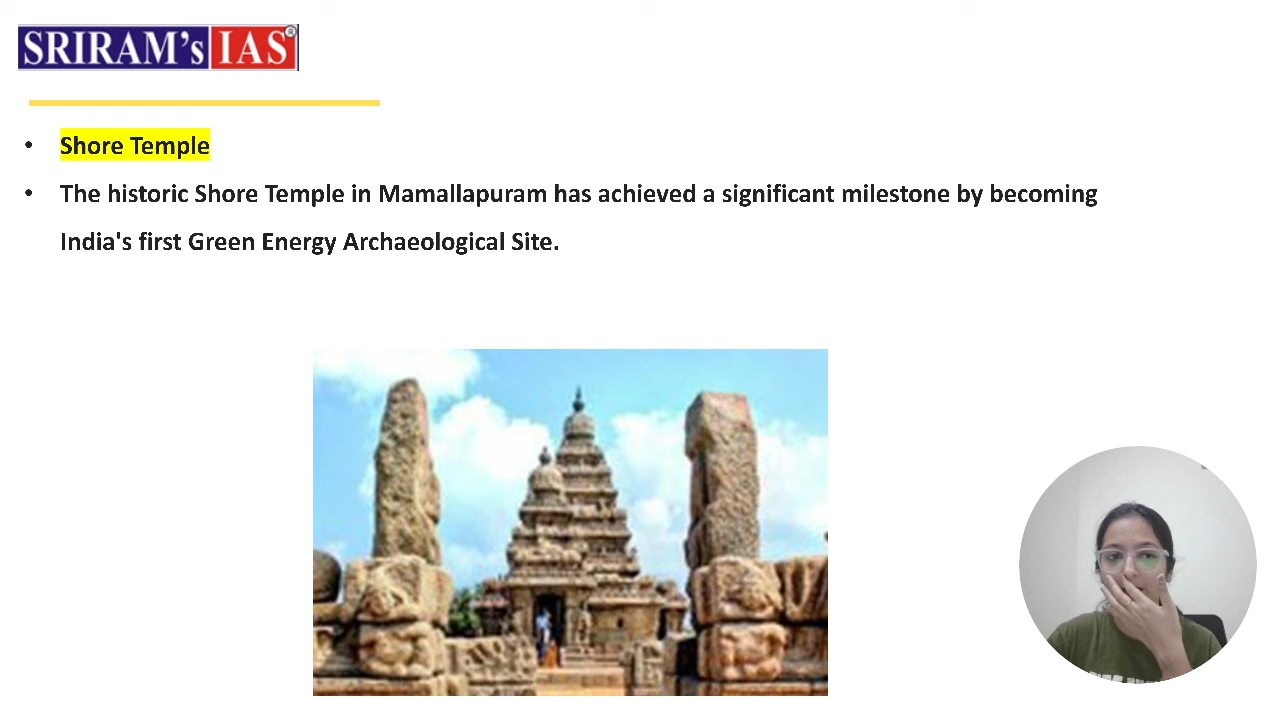 SRIRAM's IAS ®
• Shore Temple
• The historic Shore Temple in Mamallapuram has achieved a significant milestone by becoming
India's first Green Energy Archaeological Site.